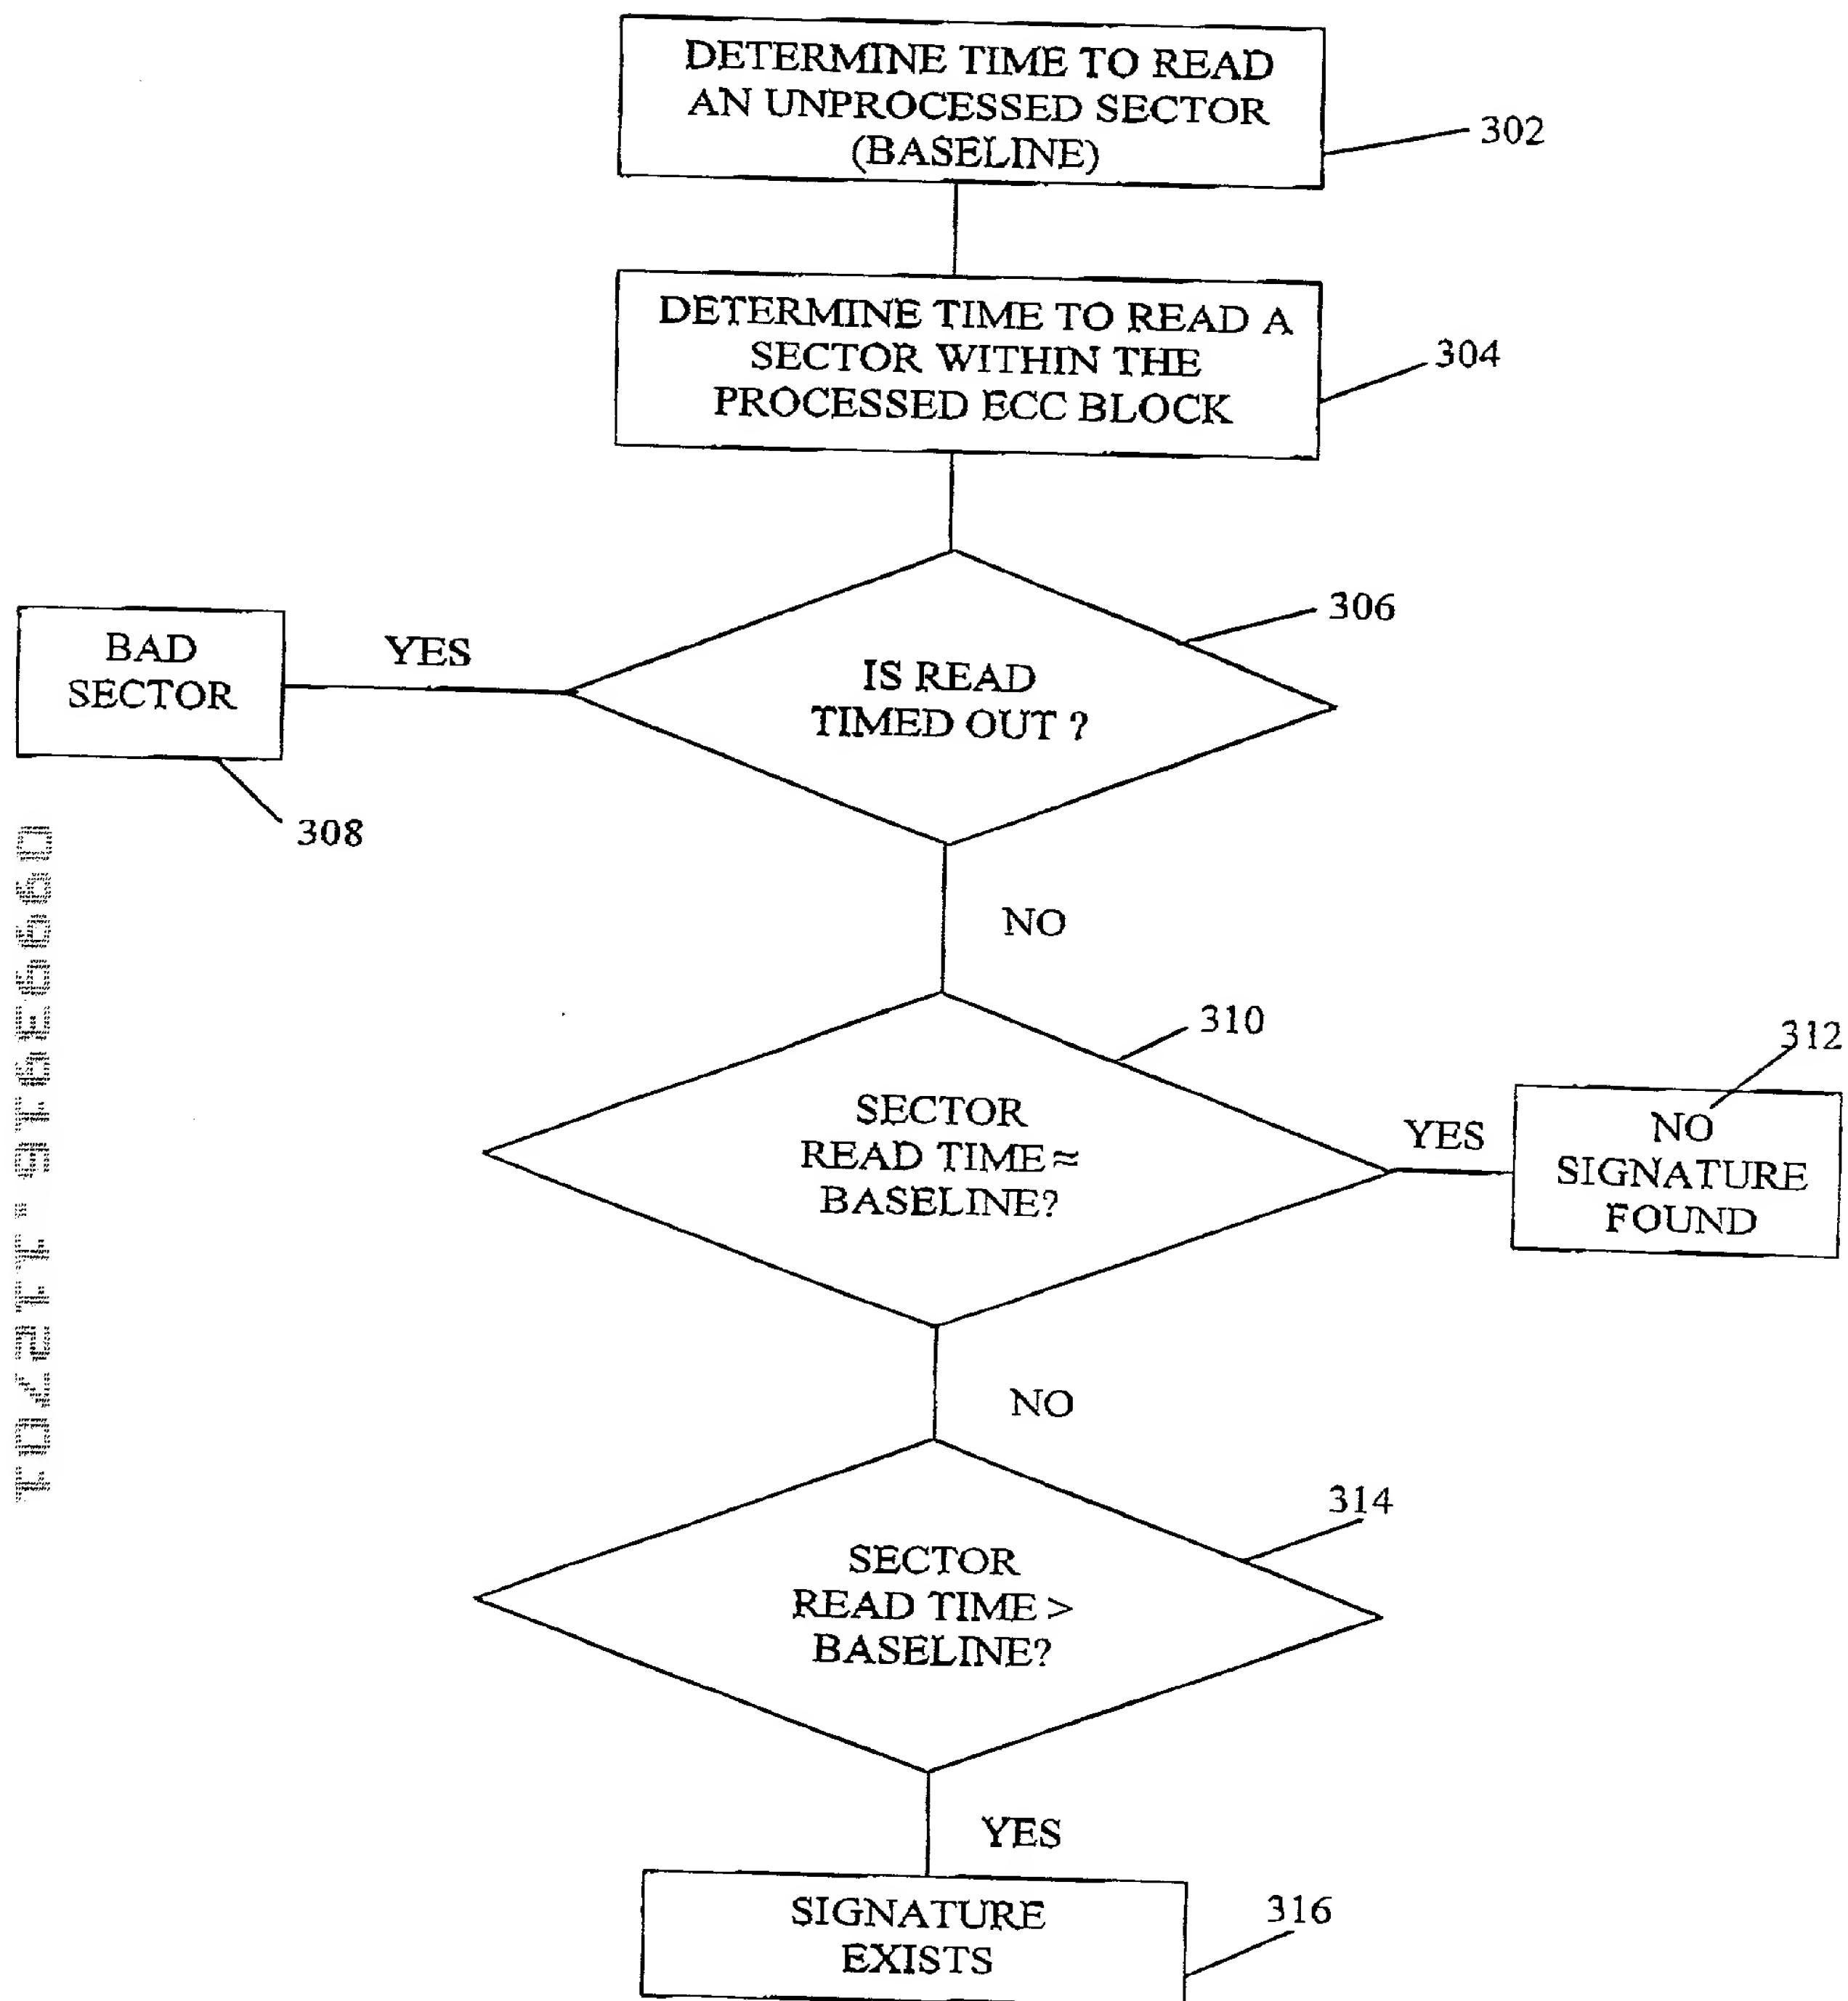 DETERMINE TIME TO READ
AN UNPROCESSED SECTOR
(BASELINE)
302
DETERMINE TIME TO READ A
SECTOR WITHIN THE
PROCESSED ECC BLOCK
304
306
BAD
SECTOR
YES
IS READ
TIMED OUT ?
308
NO
310
312
SECTOR
READ TIME ≈
BASELINE?
YES
NO
SIGNATURE
FOUND
NO
314
SECTOR
READ TIME >
BASELINE?
YES
SIGNATURE
EXISTS
316